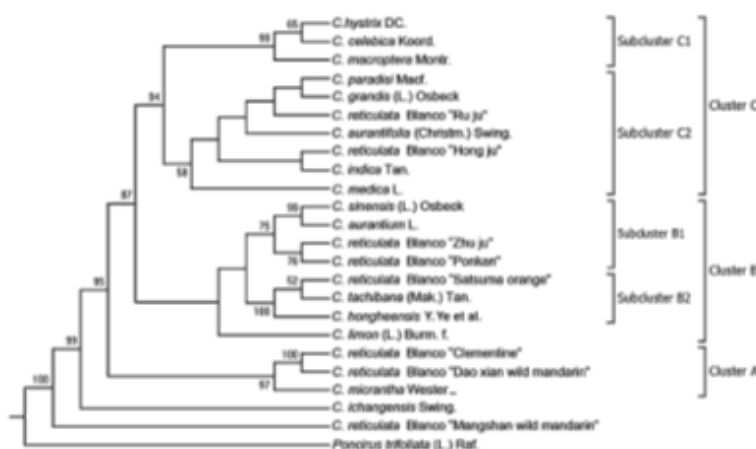 C.hystrix DC.
C. celebica Koord.
C. macroptera Montr.
C. paradisi Macf.
C. grandis (L.) Osbeck
C. reticulata Blanco "Ru ju"
C. aurantifolia (Christm.) Swing.
C. reticulata Blanco "Hong ju"
C. indica Tan.
C. medica L.
C. sinensis (L.) Osbeck
C. aurantium L.
C. reticulata Blanco "Zhu ju"
C. reticulata Blanco "Ponkan"
C. reticulata Blanco "Satsuma orange"
C. tachibana (Mak.) Tan.
C. hongheensis Y.Ye et al.
C. limon (L.) Burm. f.
C. reticulata Blanco "Clementine"
C. reticulata Blanco "Dao xian wild mandarin"
C. micrantha Wester
C. ichangensis Swing.
C. reticulata Blanco "Mangshan wild mandarin"
Poncirus trifoliata (L.) Raf.
Subcluster C1
Subcluster C2
Subcluster B1
Subcluster B2
Cluster C
Cluster B
Cluster A
65
99
94
58
87
99
75
76
52
100
95
100
97
99
100